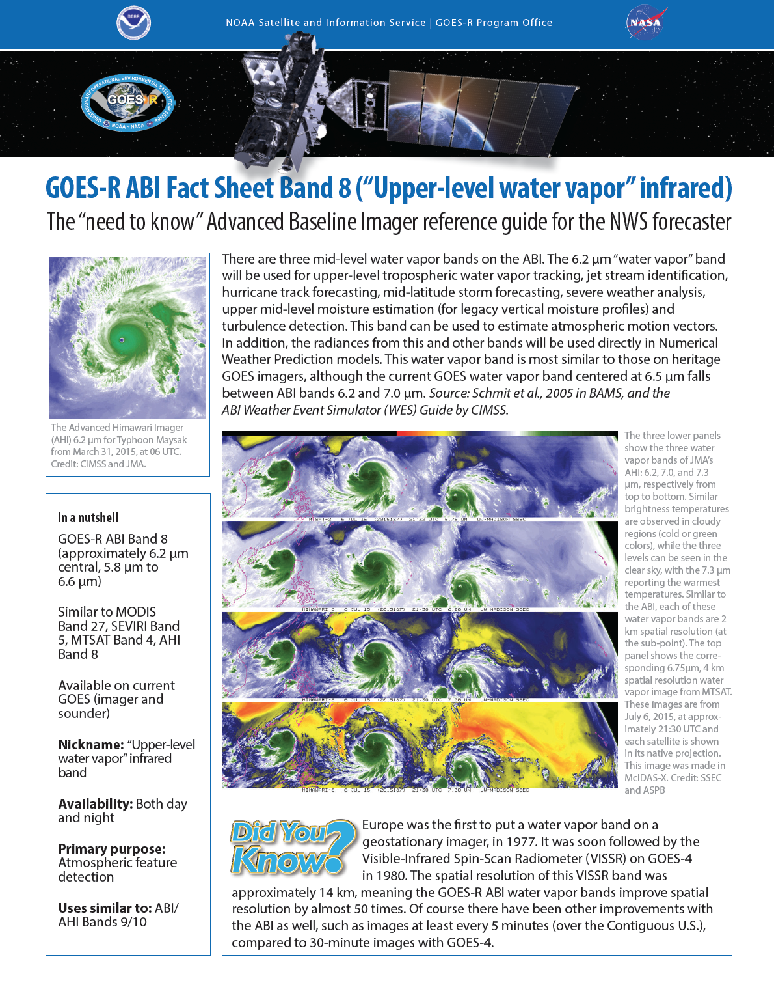 NOAA
NOAA Satellite and Information Service | GOES-R Program Office
NASA
GEOSTATIONARY OPERATIONAL ENVIRONMENTAL SATELLITE-R SERIES
GOES-R
NOAA – NASA
GOES-R ABI Fact Sheet Band 8 (“Upper-level water vapor” infrared)
The “need to know” Advanced Baseline Imager reference guide for the NWS forecaster
The Advanced Himawari Imager
(AHI) 6.2 µm for Typhoon Maysak
from March 31, 2015, at 06 UTC.
Credit: CIMSS and JMA.
In a nutshell
GOES-R ABI Band 8
(approximately 6.2 µm
central, 5.8 µm to
6.6 µm)
Similar to MODIS
Band 27, SEVIRI Band
5, MTSAT Band 4, AHI
Band 8
Available on current
GOES (imager and
sounder)
Nickname: “Upper-level
water vapor” infrared
band
Availability: Both day
and night
Primary purpose:
Atmospheric feature
detection
Uses similar to: ABI/
AHI Bands 9/10
There are three mid-level water vapor bands on the ABI. The 6.2 µm “water vapor” band
will be used for upper-level tropospheric water vapor tracking, jet stream identification,
hurricane track forecasting, mid-latitude storm forecasting, severe weather analysis,
upper mid-level moisture estimation (for legacy vertical moisture profiles) and
turbulence detection. This band can be used to estimate atmospheric motion vectors.
In addition, the radiances from this and other bands will be used directly in Numerical
Weather Prediction models. This water vapor band is most similar to those on heritage
GOES imagers, although the current GOES water vapor band centered at 6.5 µm falls
between ABI bands 6.2 and 7.0 µm. Source: Schmit et al., 2005 in BAMS, and the
ABI Weather Event Simulator (WES) Guide by CIMSS.
MTSAT-2 6 JUL 15 (2015187) 21:32 UTC 6.75 UM UW-MADISON SSEC
HIMAWARI-8 6 JUL 15 (2015187) 21:30 UTC 6.20 UM UW-MADISON SSEC
HIMAWARI-8 6 JUL 15 (2015187) 21:30 UTC 7.00 UM UW-MADISON SSEC
HIMAWARI-8 6 JUL 15 (2015187) 21:30 UTC 7.30 UM UW-MADISON SSEC
The three lower panels
show the three water
vapor bands of JMA’s
AHI: 6.2, 7.0, and 7.3
µm, respectively from
top to bottom. Similar
brightness temperatures
are observed in cloudy
regions (cold or green
colors), while the three
levels can be seen in the
clear sky, with the 7.3 µm
reporting the warmest
temperatures. Similar to
the ABI, each of these
water vapor bands are 2
km spatial resolution (at
the sub-point). The top
panel shows the corre-
sponding 6.75µm, 4 km
spatial resolution water
vapor image from MTSAT.
These images are from
July 6, 2015, at approx-
imately 21:30 UTC and
each satellite is shown
in its native projection.
This image was made in
McIDAS-X. Credit: SSEC
and ASPB
Did You
Know?
Europe was the first to put a water vapor band on a
geostationary imager, in 1977. It was soon followed by the
Visible-Infrared Spin-Scan Radiometer (VISSR) on GOES-4
in 1980. The spatial resolution of this VISSR band was
approximately 14 km, meaning the GOES-R ABI water vapor bands improve spatial
resolution by almost 50 times. Of course there have been other improvements with
the ABI as well, such as images at least every 5 minutes (over the Contiguous U.S.),
compared to 30-minute images with GOES-4.